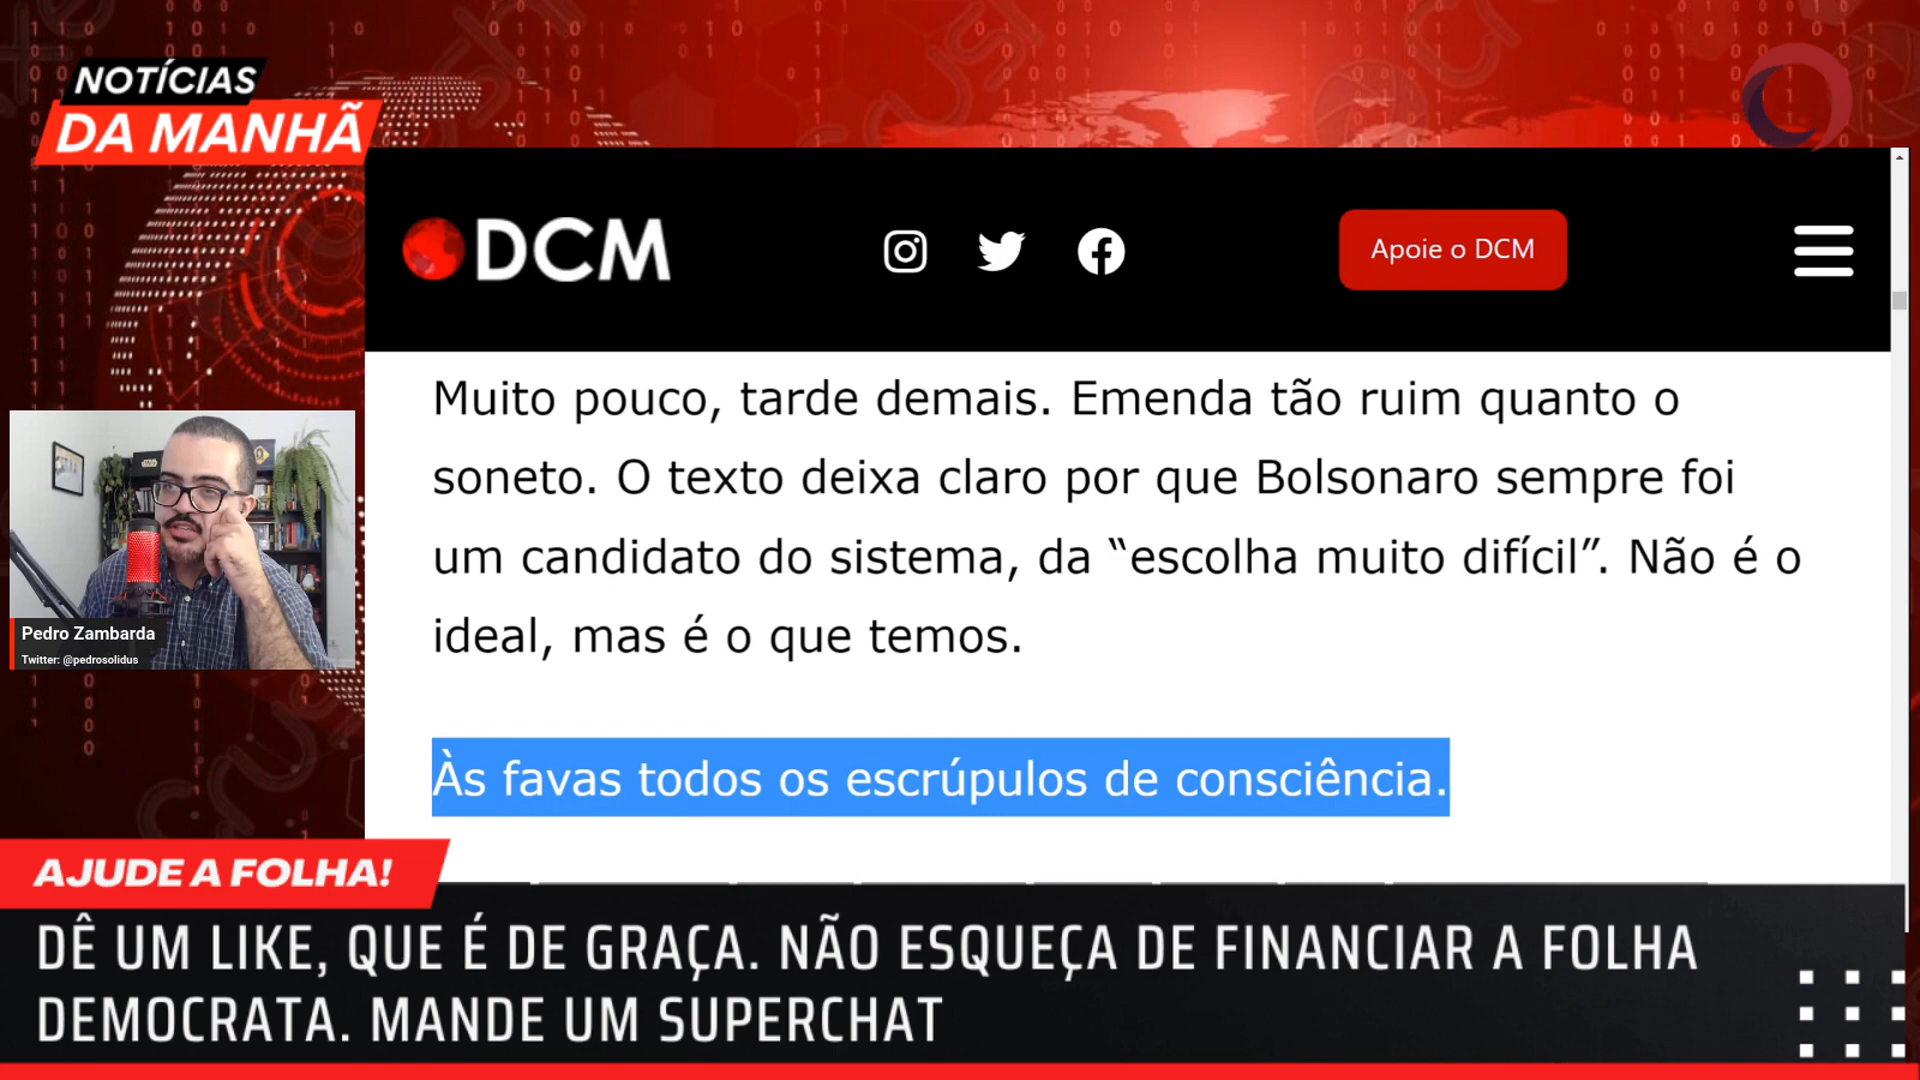 NOTÍCIAS
DA MANHÃ
DCM
Apoie o DCM
Muito pouco, tarde demais. Emenda tão ruim quanto o
soneto. O texto deixa claro por que Bolsonaro sempre foi
um candidato do sistema, da “escolha muito difícil”. Não é o
ideal, mas é o que temos.
Às favas todos os escrúpulos de consciência.
Pedro Zambarda
Twitter: @pedrosolidus
AJUDE A FOLHA!
DÊ UM LIKE, QUE É DE GRAÇA. NÃO ESQUEÇA DE FINANCIAR A FOLHA
DEMOCRATA. MANDE UM SUPERCHAT